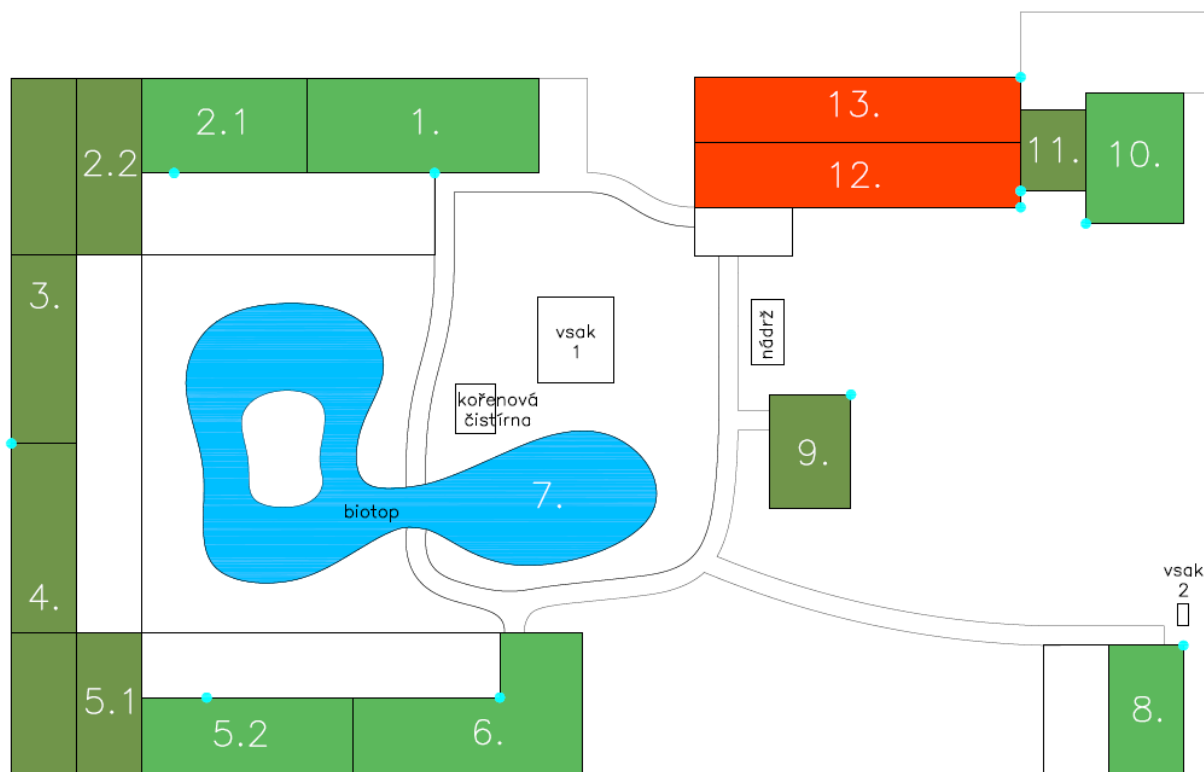 13.
2.1
1.
11.
10.
2.2
12.
3.
vsak
1
nádrž
kořenová
čistírna
9.
7.
biotop
vsak
2
4.
5.1
8.
5.2
6.